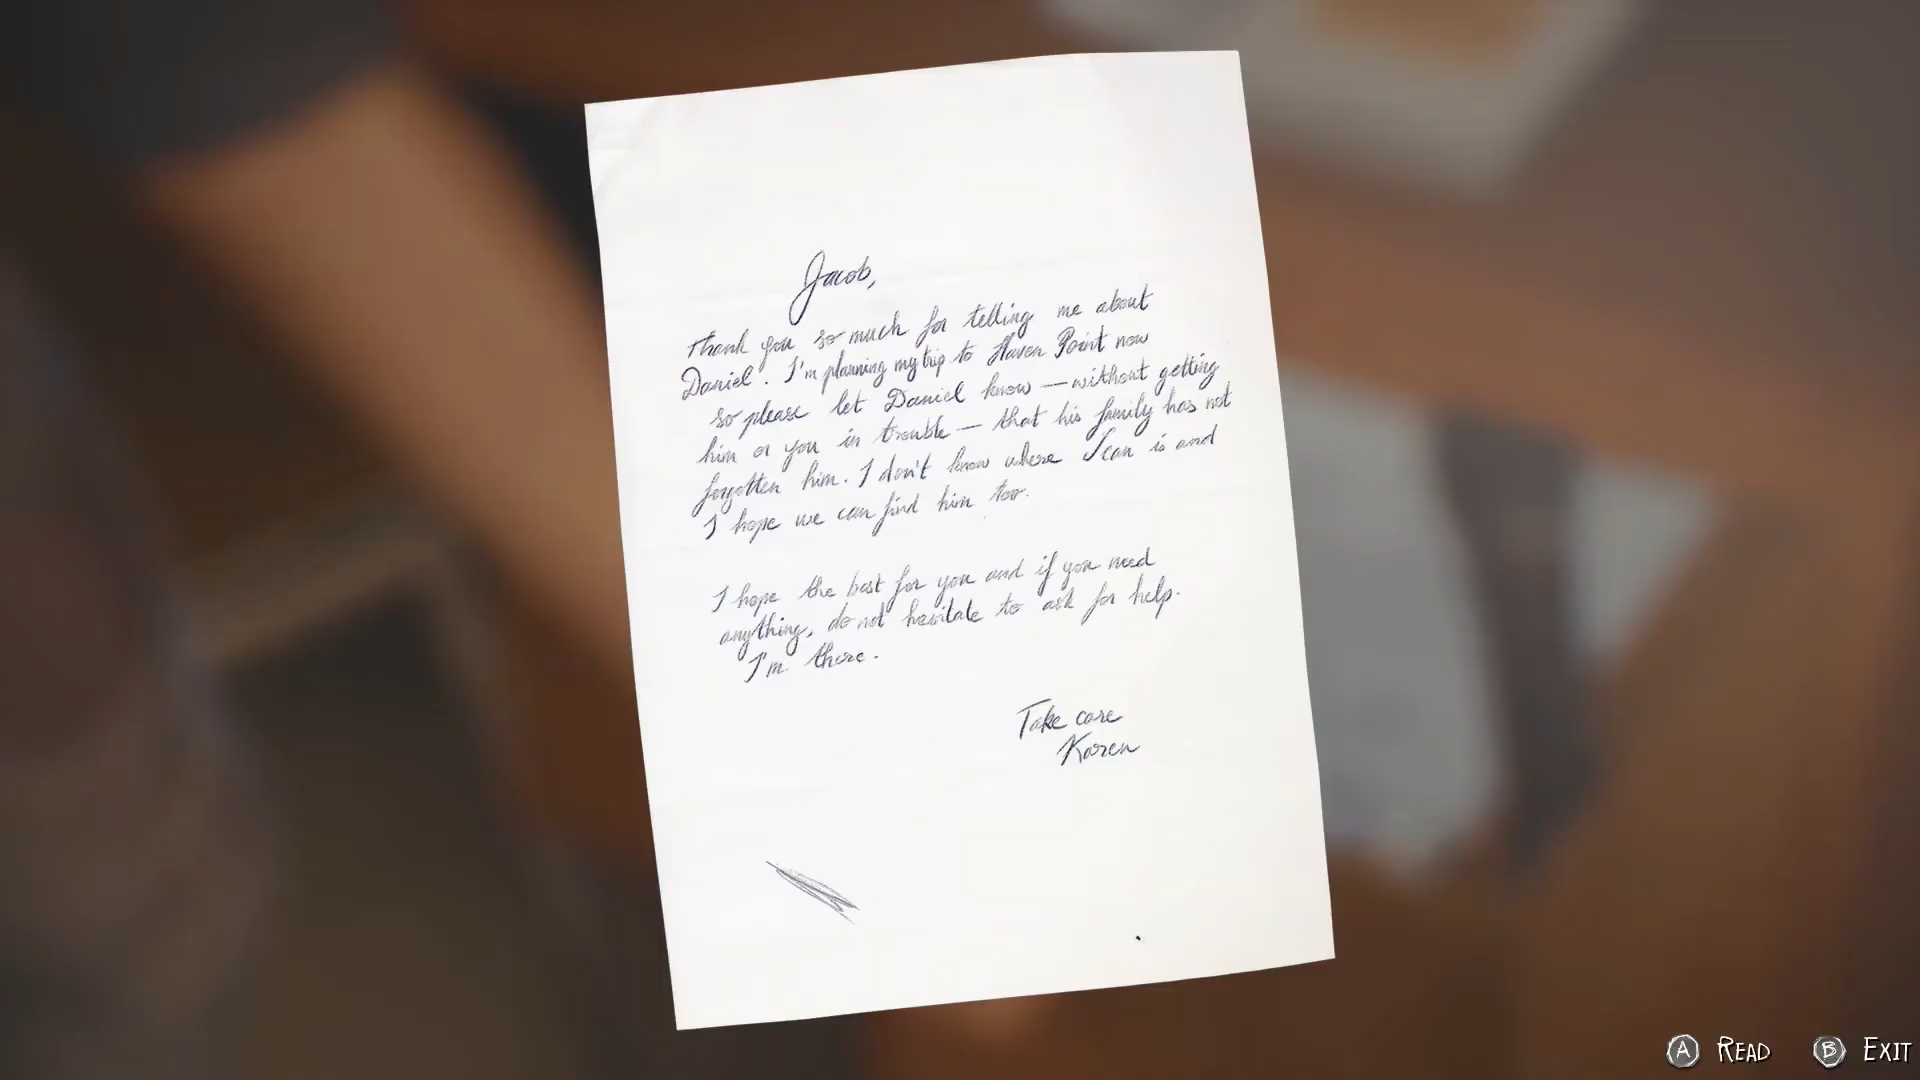 Jacob,
Thank you so much for telling me about
Daniel. I'm planning my trip to Haven Point now
so please let Daniel know — without getting
him or you in trouble — that his family has not
forgotten him. I don't know where Sean is and
I hope we can find him too.
I hope the best for you and if you need
anything, do not hesitate to ask for help.
I'm there.
Take care
Karen
A READ B EXIT